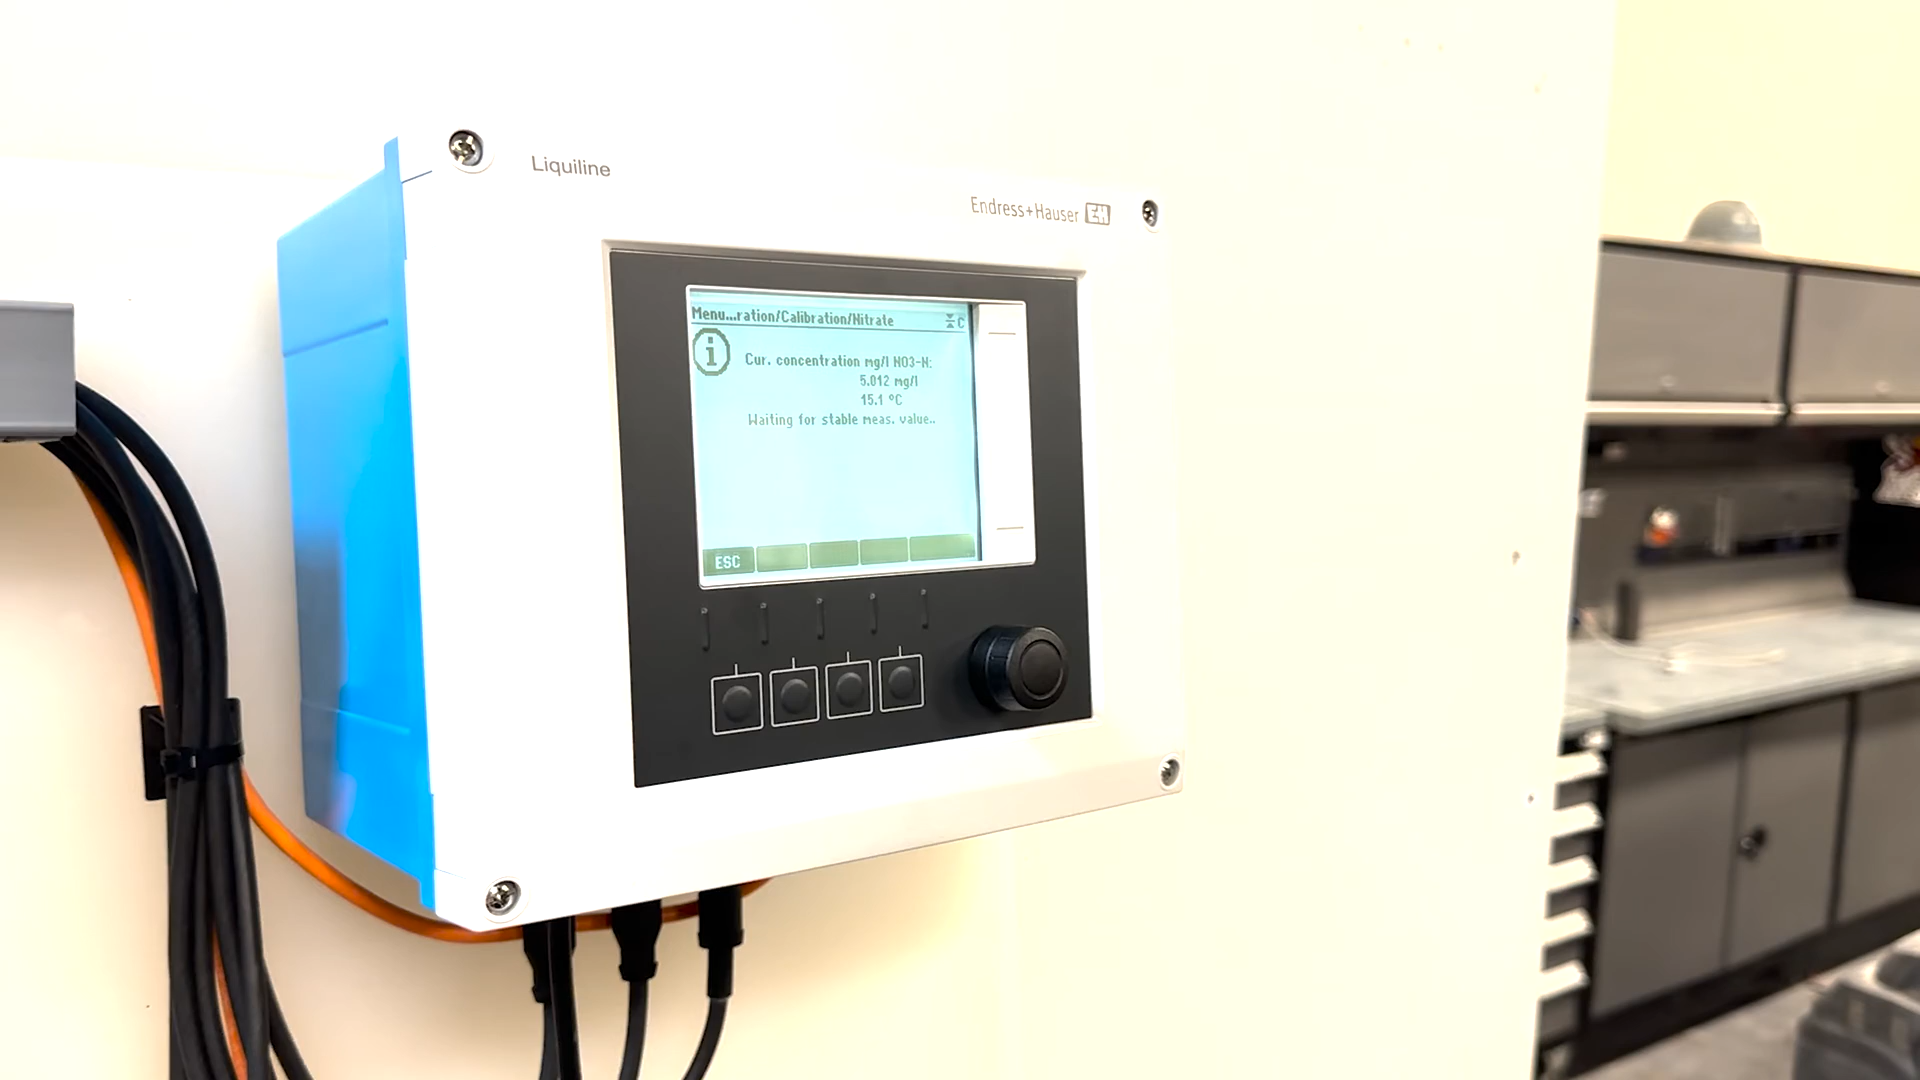 Liquiline
Endress+Hauser EH
Menu...ration/Calibration/Nitrate C
i
Cur. concentration mg/l NO3-N:
5.012 mg/l
15.1 °C
Waiting for stable meas. value..
ESC